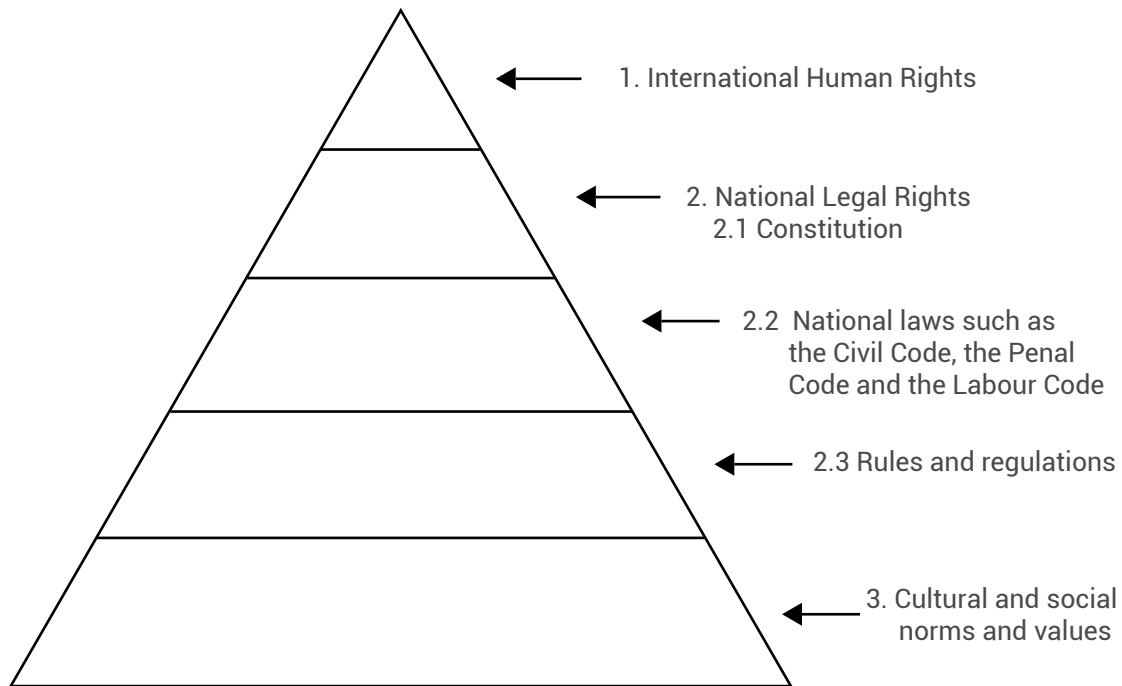 1. International Human Rights
2. National Legal Rights
2.1 Constitution
2.2 National laws such as
the Civil Code, the Penal
Code and the Labour Code
2.3 Rules and regulations
3. Cultural and social
norms and values